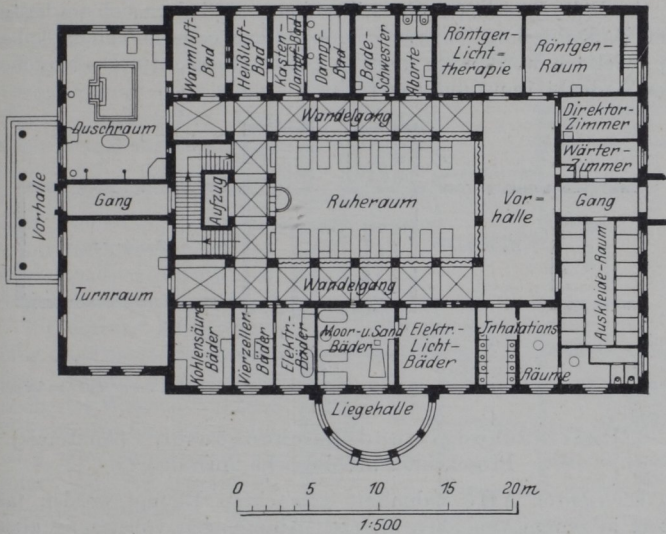 Warmluft-
Bad
Heißluft-
Bad
Kasten-
Dampf-Bad
Dampf-
Bad
Bade-
Schwester
Aborte
Röntgen-
Licht=
therapie
Röntgen-
Raum
Duschraum
Wandelgang
Direktor-
Zimmer
Wärter-
Zimmer
Vorhalle
Gang
Aufzug
Ruheraum
Vor=
halle
Gang
Turnraum
Wandelgang
Auskleide-Raum
Kohlensäure
Bäder
Vierzellen-
Bäder
Elektr.-
Bäder
Moor-u.Sand
Bäder
Elektr.-
Licht-
Bäder
Inhalations
Räume
Liegehalle
0 5 10 15 20m
1:500